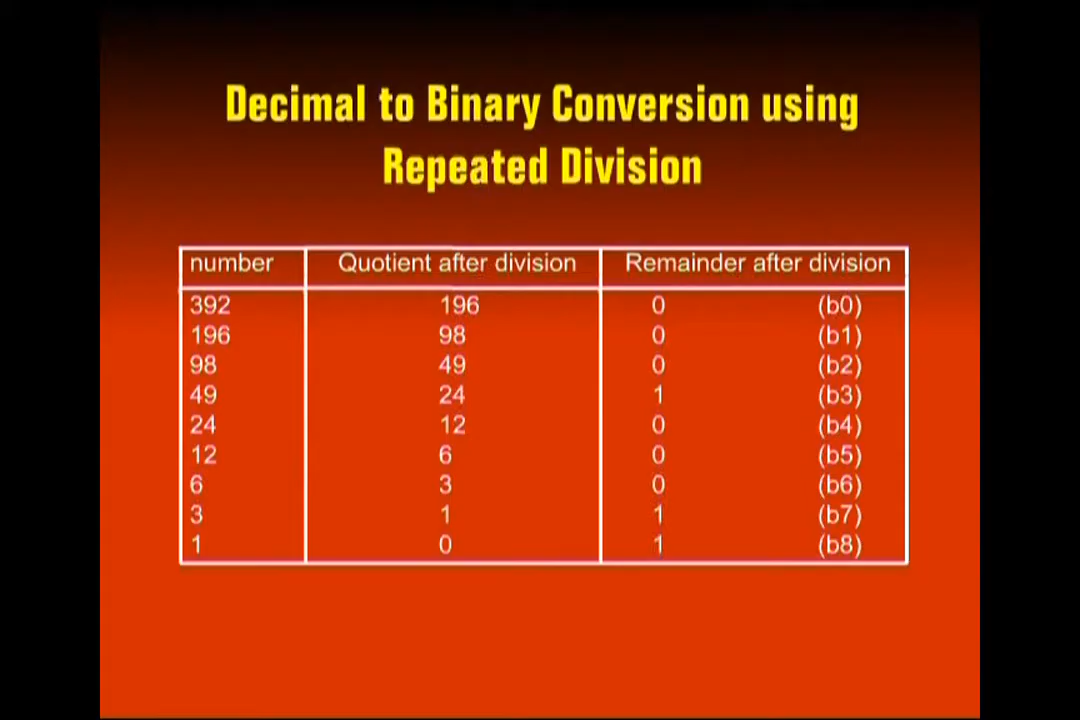 Decimal to Binary Conversion using
Repeated Division
number Quotient after division Remainder after division
392 196 0 (b0)
196 98 0 (b1)
98 49 0 (b2)
49 24 1 (b3)
24 12 0 (b4)
12 6 0 (b5)
6 3 0 (b6)
3 1 1 (b7)
1 0 1 (b8)